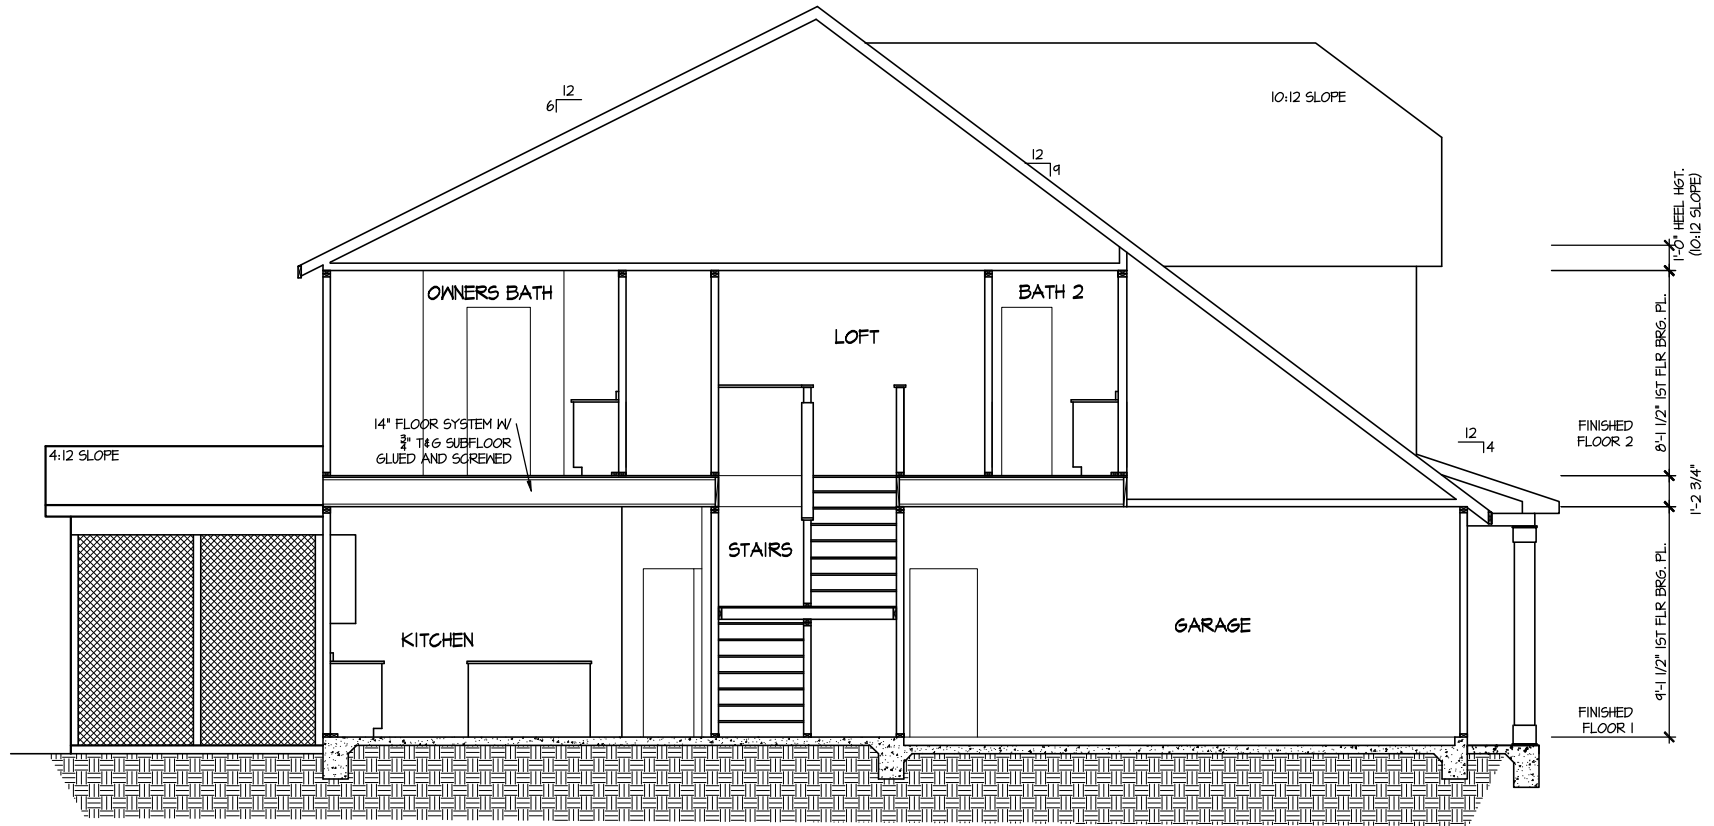 12
6
10:12 SLOPE
12
9
1'-0" HEEL HGT.
(10:12 SLOPE)
OWNERS BATH
BATH 2
LOFT
8'-1 1/2" 1ST FLR BRG. PL.
14" FLOOR SYSTEM W/
3/4" T&G SUBFLOOR
GLUED AND SCREWED
FINISHED
FLOOR 2
12
4
4:12 SLOPE
1'-2 3/4"
STAIRS
KITCHEN
GARAGE
9'-1 1/2" 1ST FLR BRG. PL.
FINISHED
FLOOR 1